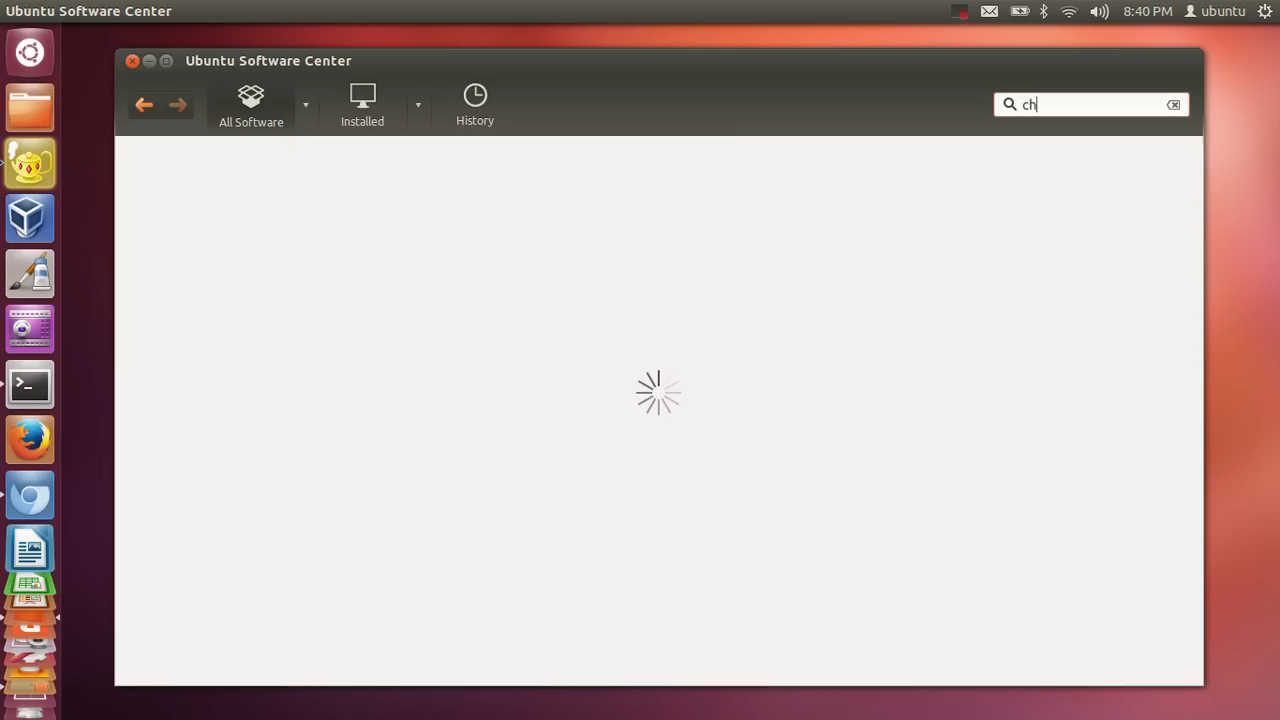 Ubuntu Software Center
8:40 PM ubuntu
Ubuntu Software Center
All Software
Installed
History
ch
>_